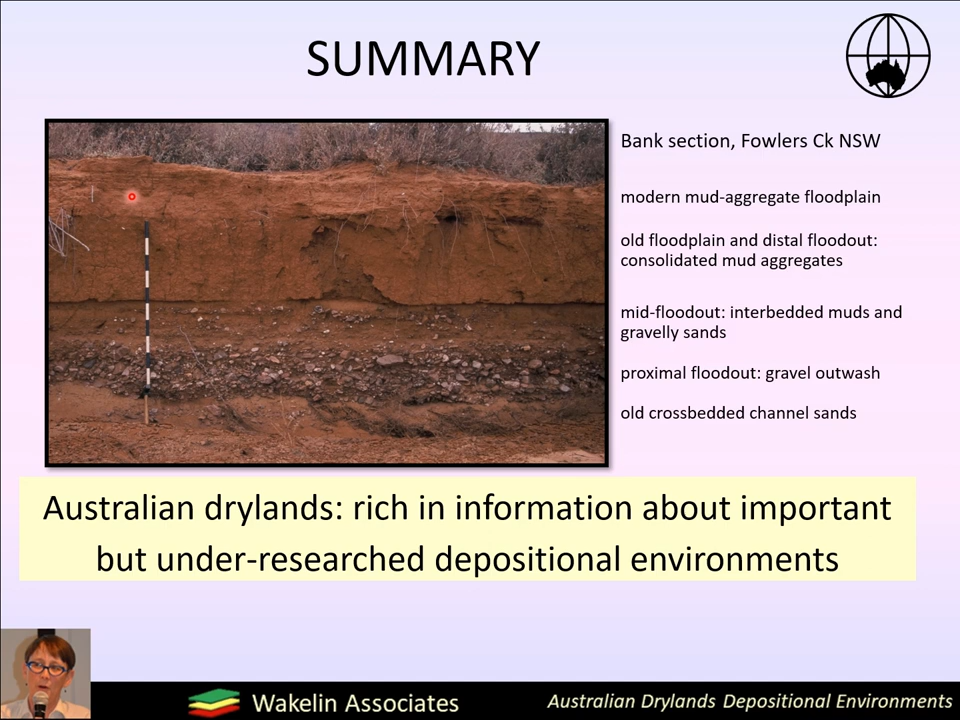 SUMMARY
Bank section, Fowlers Ck NSW
modern mud-aggregate floodplain
old floodplain and distal floodout:
consolidated mud aggregates
mid-floodout: interbedded muds and
gravelly sands
proximal floodout: gravel outwash
old crossbedded channel sands
Australian drylands: rich in information about important
but under-researched depositional environments
Wakelin Associates
Australian Drylands Depositional Environments